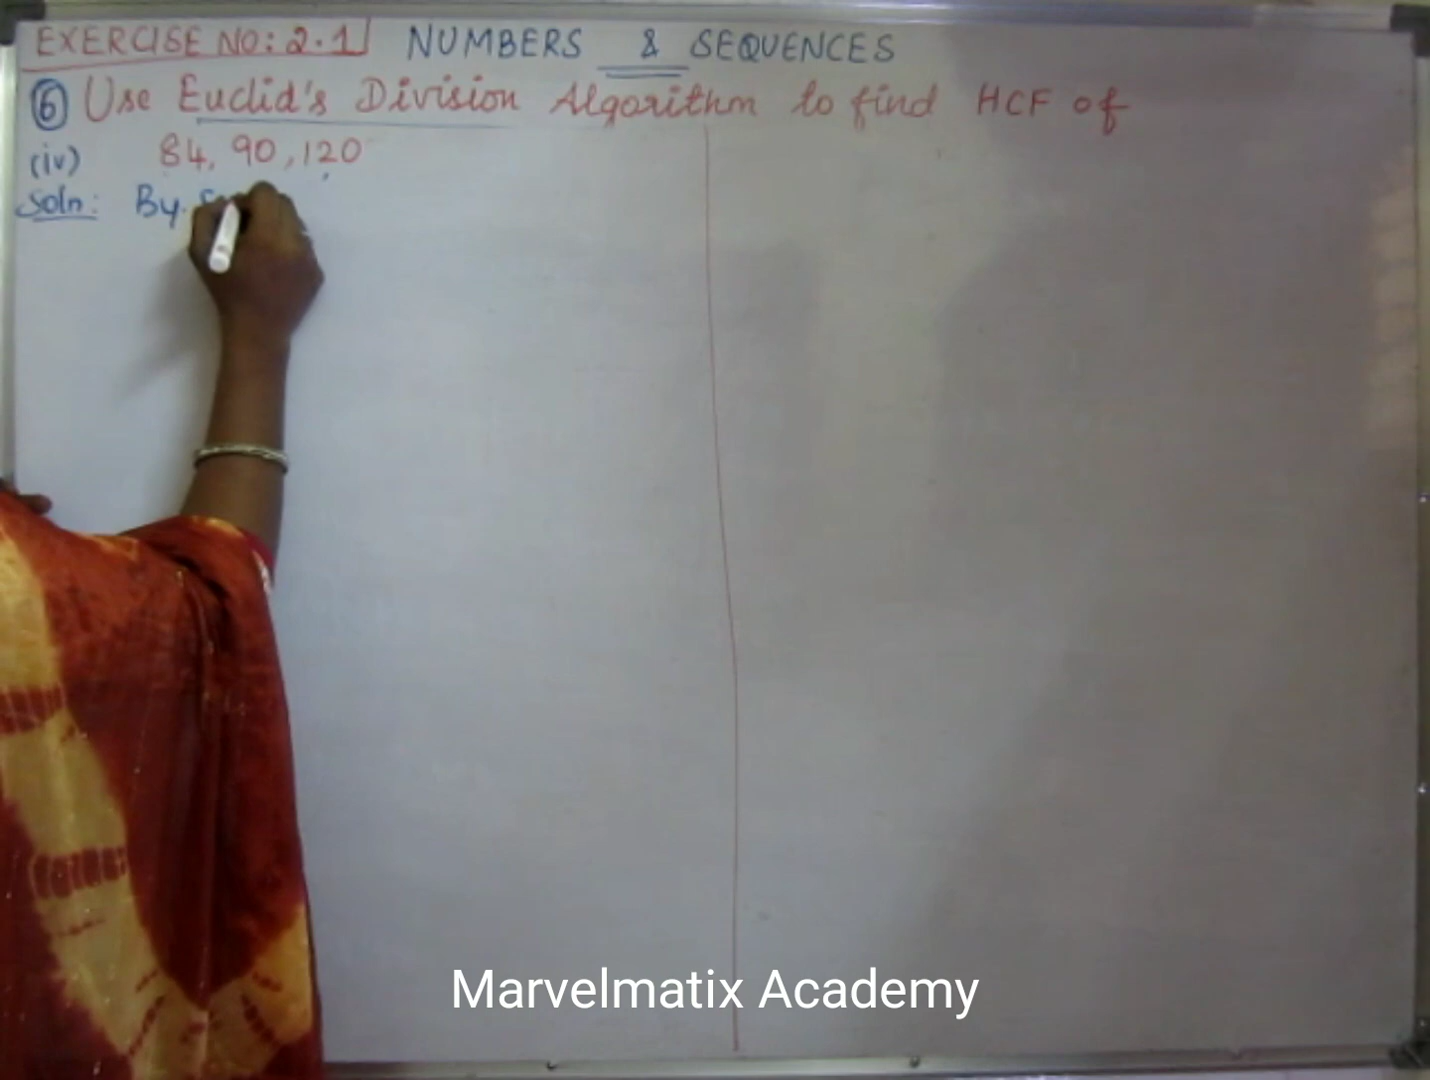 EXERCISE NO: 2.1 NUMBERS & SEQUENCES
⑥ Use Euclid's Division Algorithm to find HCF of
(iv) 84, 90, 120
Soln: By
Marvelmatix Academy